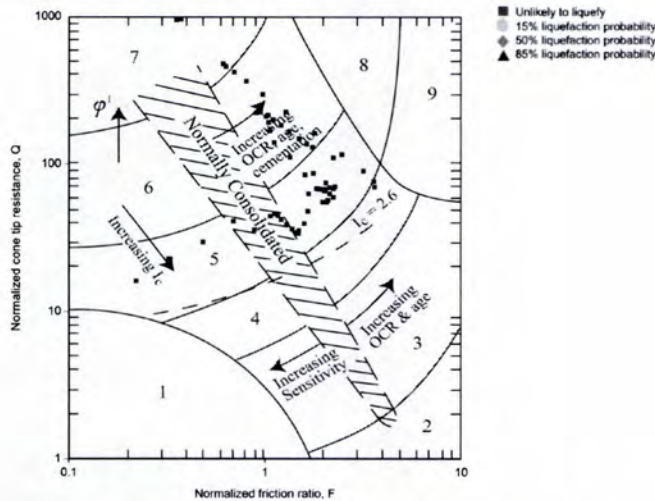 Unlikely to liquefy
15% liquefaction probability
50% liquefaction probability
85% liquefaction probability
Normalized cone tip resistance, Q
1000
100
10
1
7
8
9
φ'
Normally Consolidated
Increasing
OCR, age,
cementation
6
Increasing Ic
5
Ic = 2.6
4
Increasing
OCR & age
3
Increasing
Sensitivity
1
2
0.1
1
10
Normalized friction ratio, F